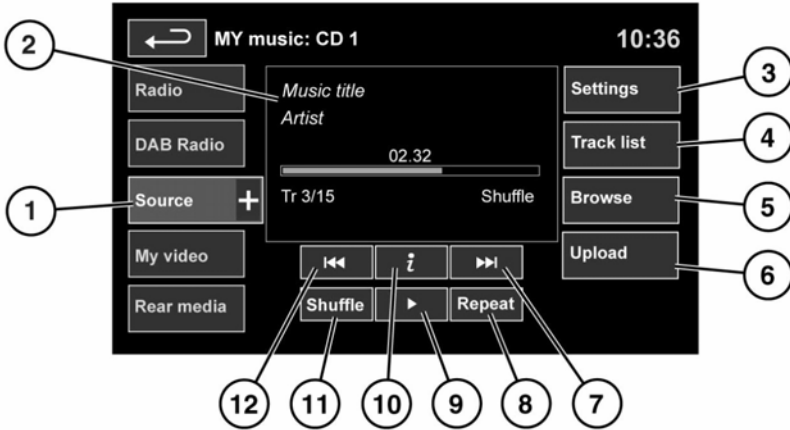 MY music: CD 1
10:36
2
Radio
Music title
Settings
3
Artist
DAB Radio
Track list
4
02.32
1
Source +
Tr 3/15
Shuffle
Browse
5
My video
i
Upload
6
Rear media
Shuffle
Repeat
12
11
10
9
8
7